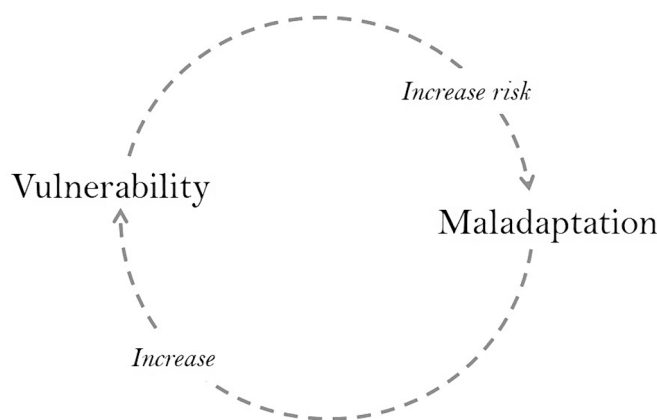 Increase risk
Vulnerability
Maladaptation
Increase